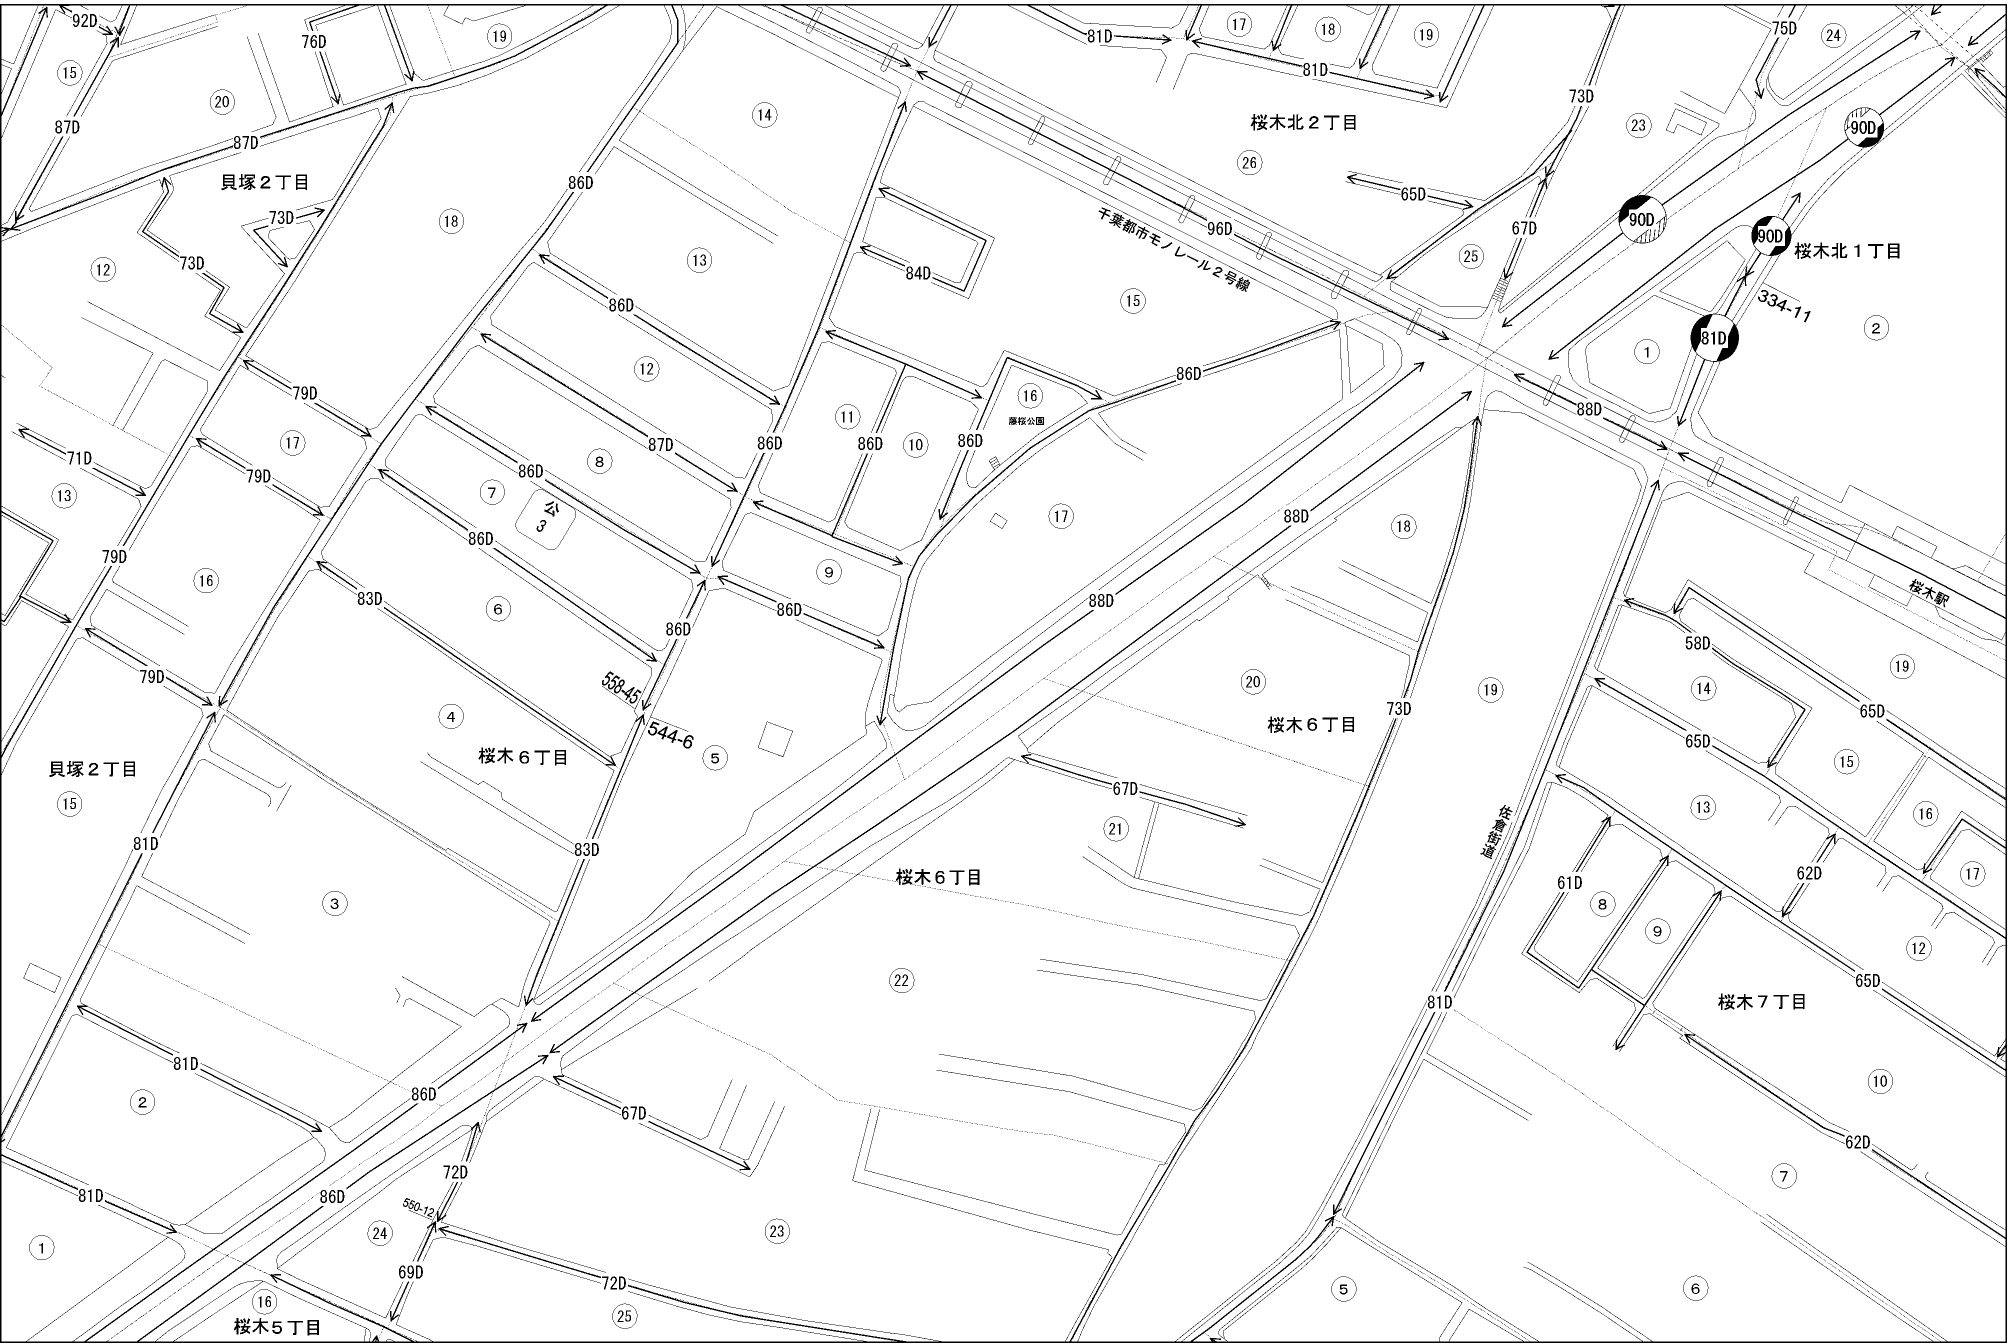 92D
76D
19
81D
17
18
19
75D
24
15
20
87D
87D
14
81D
73D
23
90D
桜木北２丁目
26
貝塚２丁目
86D
65D
90D
73D
18
千葉都市モノレール２号線
96D
67D
90D
桜木北１丁目
73D
12
13
84D
25
15
334-11
2
86D
81D
1
12
86D
79D
16
藤桜公園
11
88D
17
86D
10
86D
86D
71D
79D
87D
8
86D
13
7
公
3
17
88D
18
79D
86D
16
9
桜木駅
83D
6
86D
88D
86D
58D
19
79D
558-45
20
14
4
544-6
73D
65D
桜木６丁目
5
桜木６丁目
65D
貝塚２丁目
15
67D
15
13
16
81D
83D
21
佐倉街道
62D
17
桜木６丁目
61D
8
3
9
12
22
65D
81D
桜木７丁目
81D
86D
2
67D
10
62D
72D
7
81D
86D
550-12
24
23
1
69D
72D
5
6
16
25
桜木５丁目